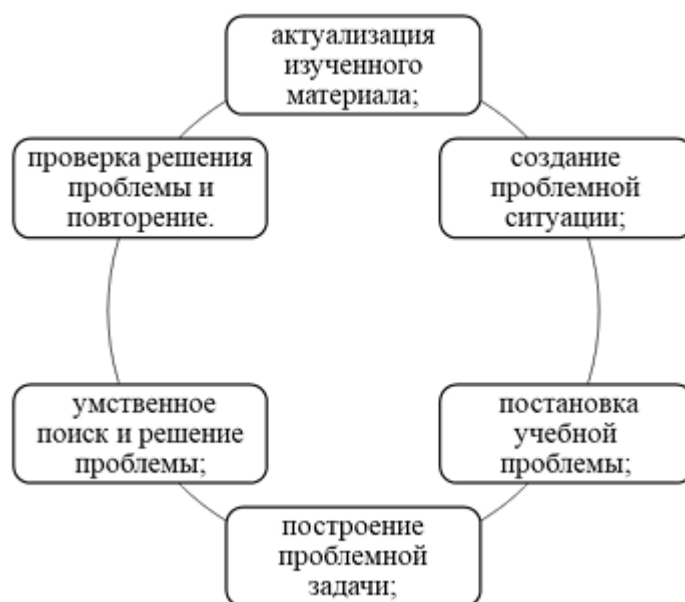 актуализация
изученного
материала;
создание
проблемной
ситуации;
постановка
учебной
проблемы;
построение
проблемной
задачи;
умственное
поиск и решение
проблемы;
проверка решения
проблемы и
повторение.